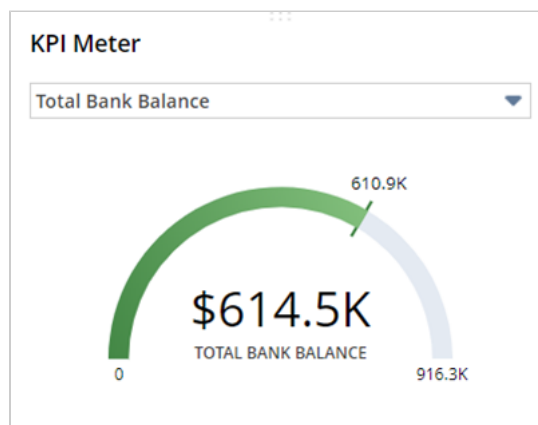 KPI Meter
Total Bank Balance
610.9K
$614.5K
TOTAL BANK BALANCE
0
916.3K